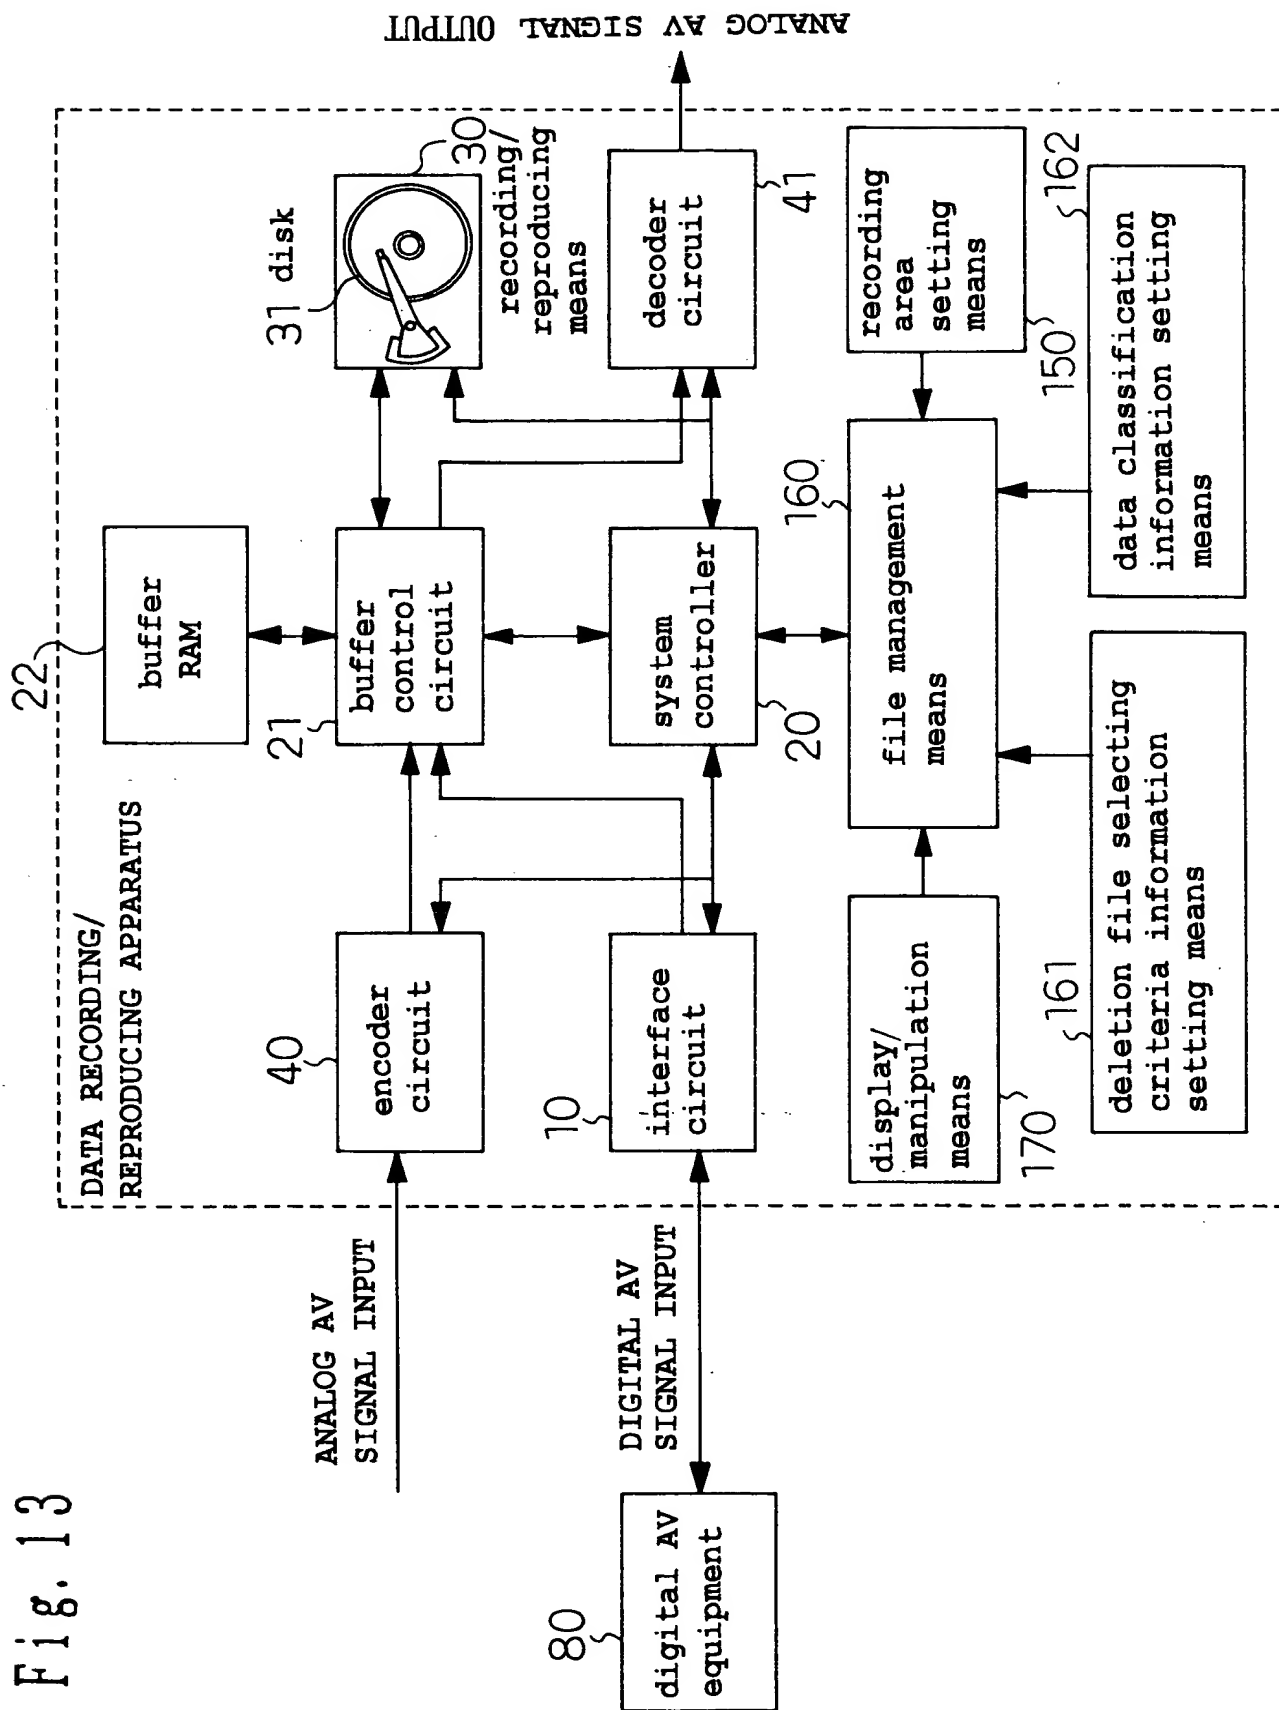 Fig. 13
DATA RECORDING/
REPRODUCING APPARATUS
22
buffer
RAM
ANALOG AV
SIGNAL INPUT
40
encoder
circuit
21
buffer
control
circuit
31 disk
30
recording/
reproducing
means
ANALOG AV SIGNAL OUTPUT
80
digital AV
equipment
DIGITAL AV
SIGNAL INPUT
10
interface
circuit
system
controller
20
decoder
circuit
41
display/
manipulation
means
170
160
file management
means
recording
area
setting
means
150
161
deletion file selecting
criteria information
setting means
162
data classification
information setting
means